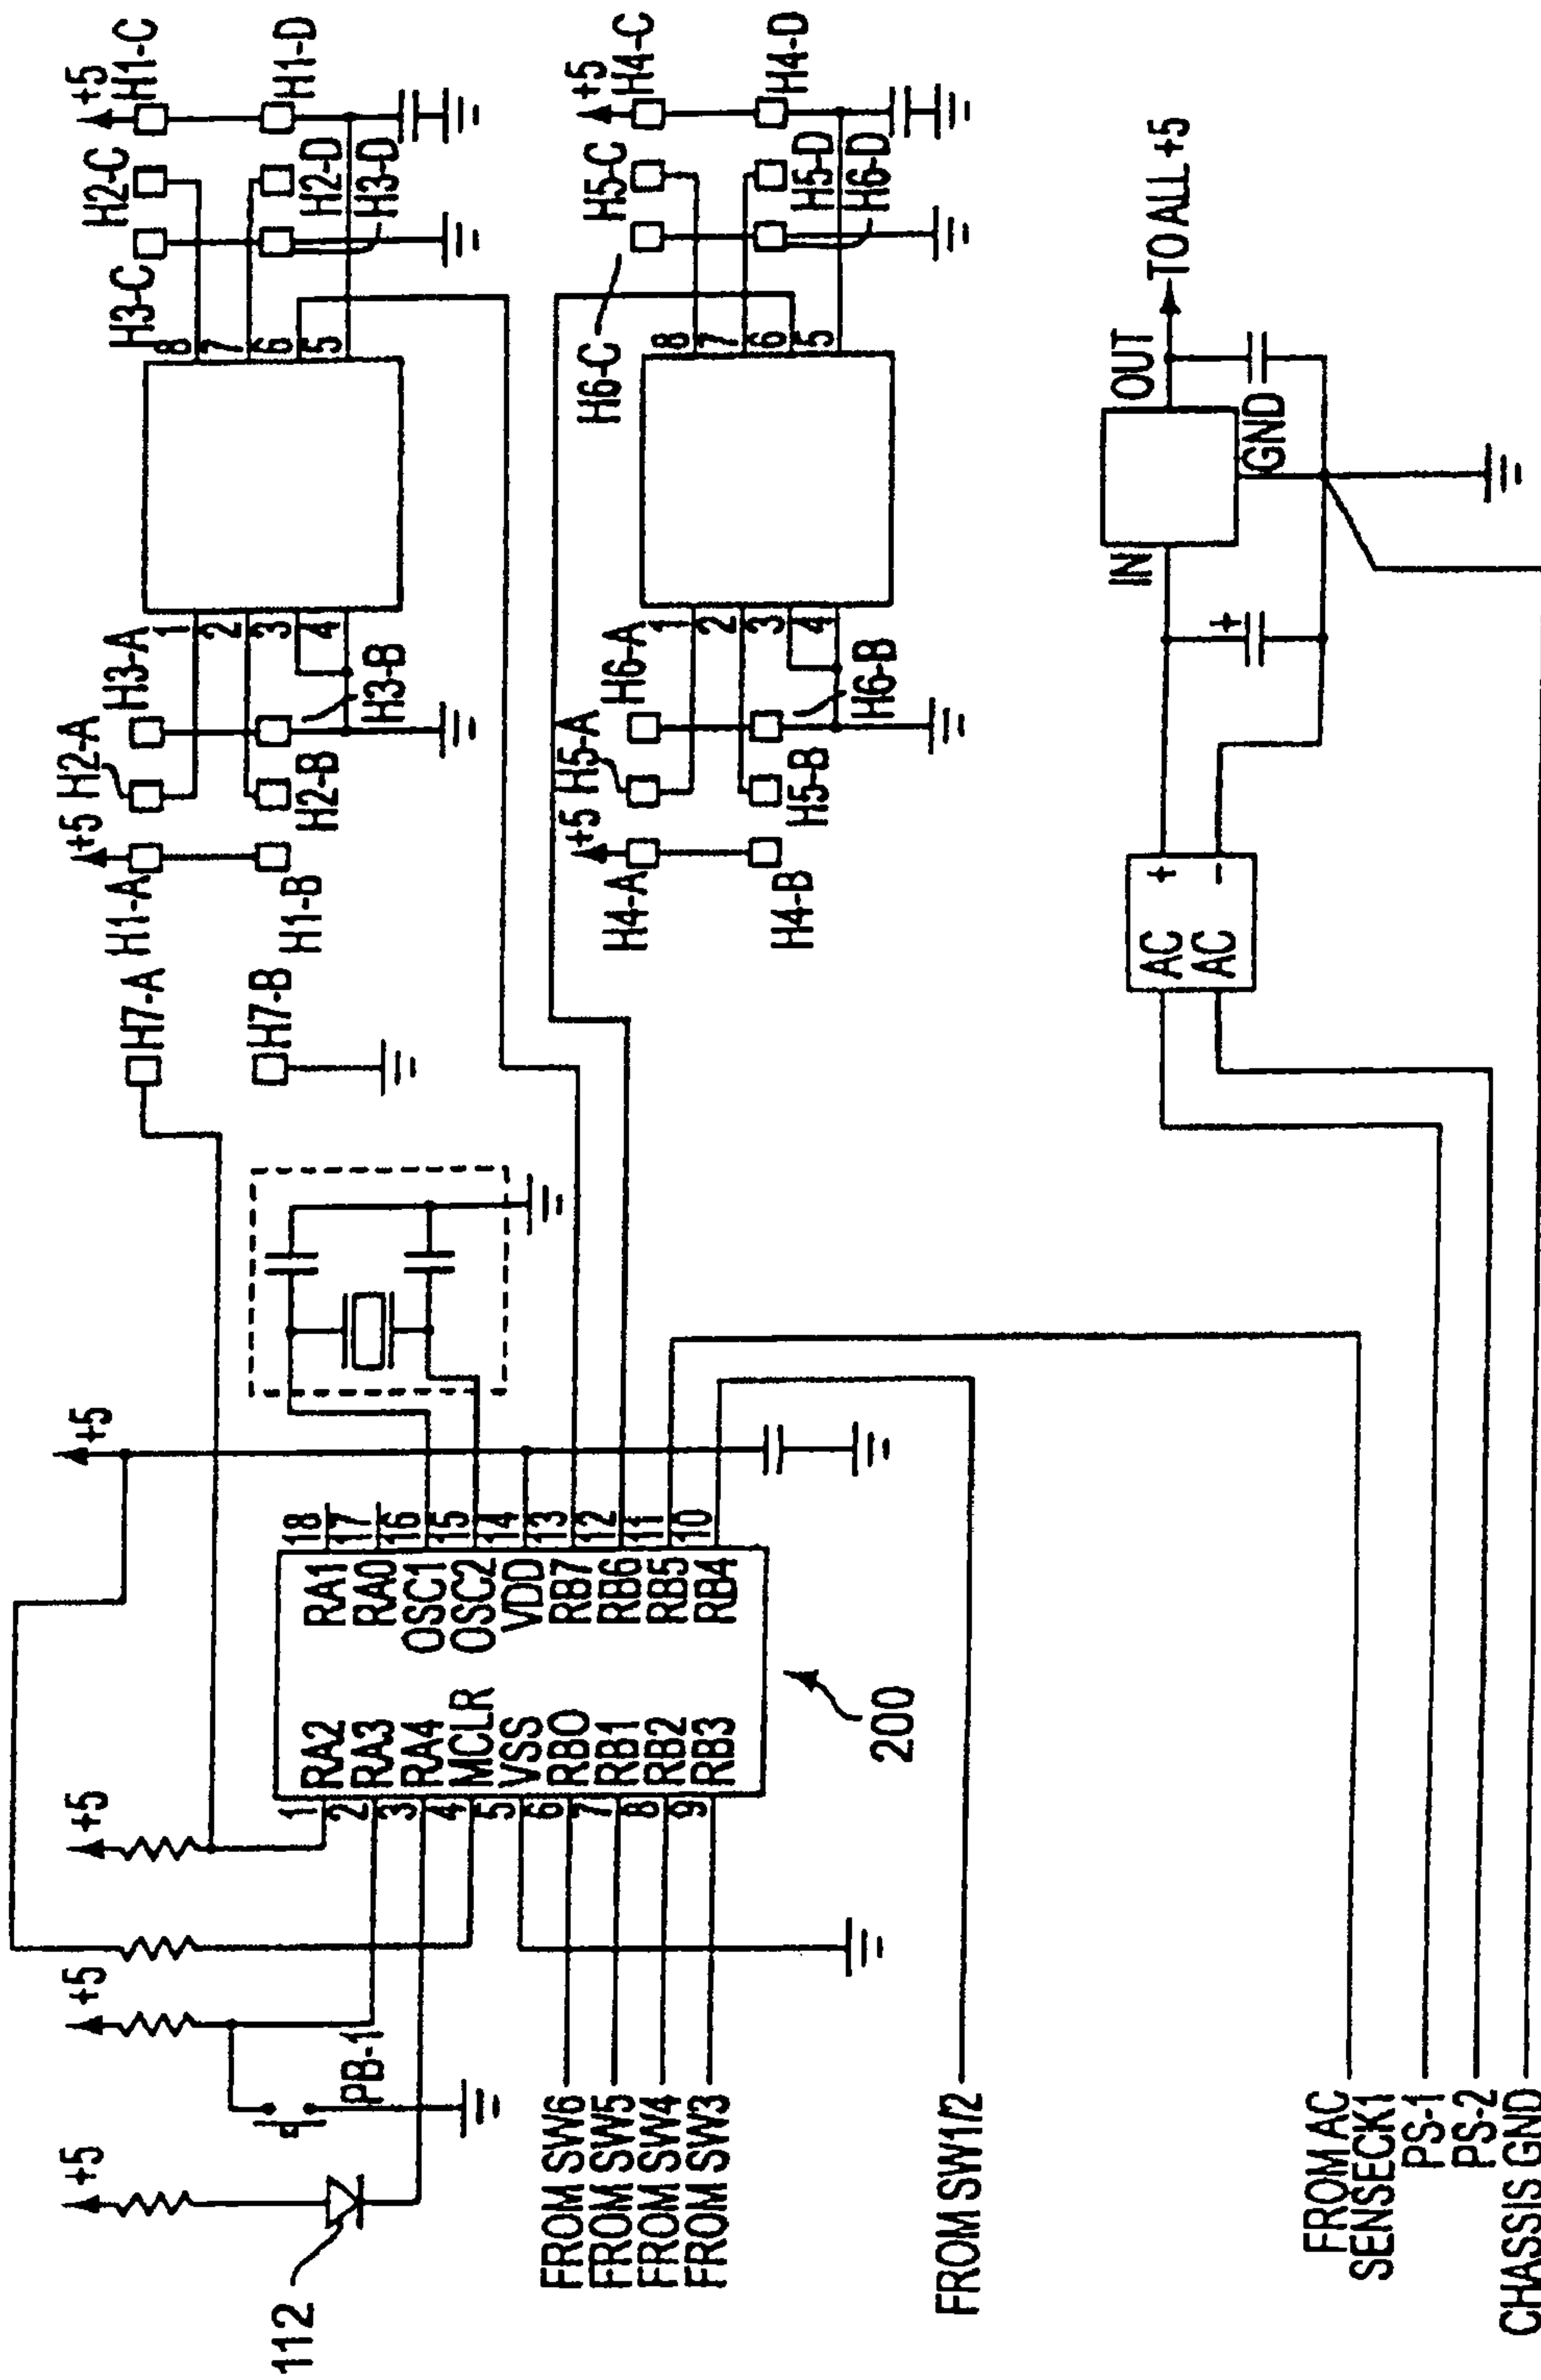 +5
112
+5
PB-1
+5
+5
RA2
RA3
RA4
MCLR
VSS
RBO
RB1
RB2
RB3
1
2
3
4
5
6
7
8
9
RA1
RA0
OSC1
OSC2
VDD
RB7
RB6
RB5
RB4
18
17
16
15
14
13
12
11
10
200
FROM SW6
FROM SW5
FROM SW4
FROM SW3
FROM SW1/2
FROM AC
SENSECK1
PS-1
PS-2
CHASSIS GND
H7-A
H7-B
+5
H1-A
H1-B
H2-A
H2-B
H3-A
H3-B
1
2
3
4
8
7
6
5
H3-C
H2-C
+5
H1-C
H1-D
H2-D
H3-D
+5
H4-A
H4-B
H5-A
H5-B
H6-A
H6-B
1
2
3
4
8
7
6
5
H6-C
H5-C
+5
H4-C
H4-D
H5-D
H6-D
AC
AC
+
-
+
IN
OUT
GND
TO ALL +5